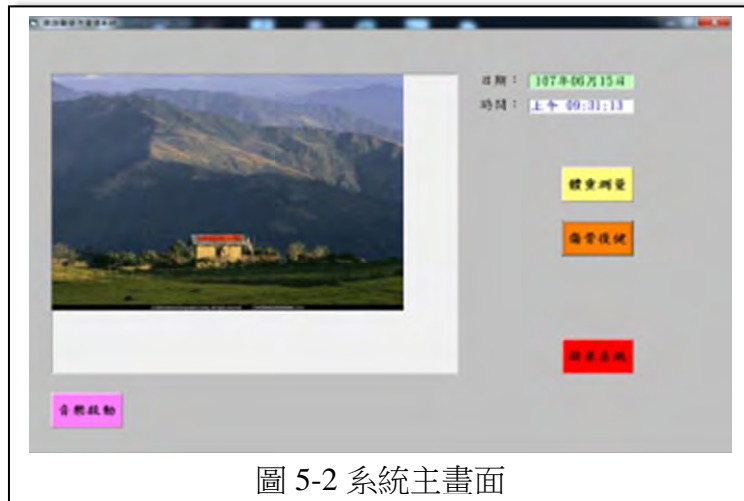 日期： 107年06月15日
時間： 上午 09:31:13
體重測量
傷害復健
結束系統
音樂啟動
圖 5-2 系統主畫面